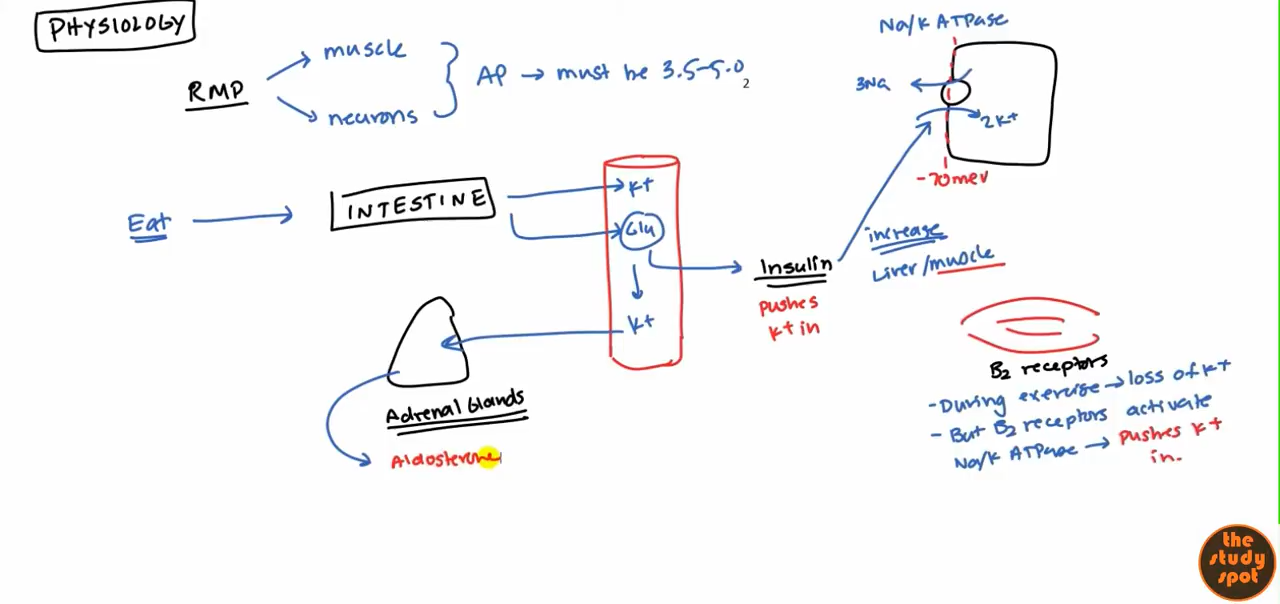 PHYSIOLOGY
RMP
muscle
neurons
AP → must be 3.5-5.0
2
Na/K ATPase
3Na
2K+
-70mev
Eat
INTESTINE
K+
Glu
K+
Insulin
pushes
K+ in
increase
Liver/muscle
Adrenal Glands
Aldosterone
B2 receptors
- During exercise → loss of K+
- But B2 receptors activate
Na/K ATPase → pushes K+
in.
the
study
spot